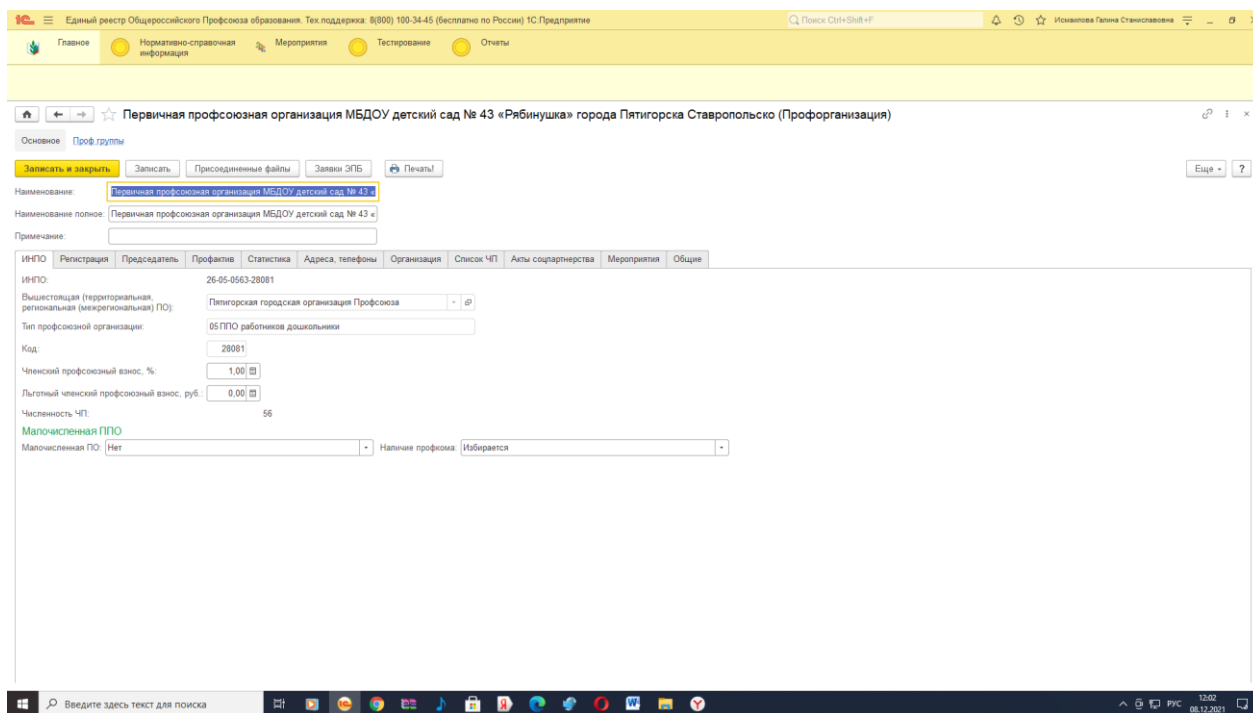 1С Единый реестр Общероссийского Профсоюза образования. Тех.поддержка: 8(800) 100-34-45 (бесплатно по России) 1С:Предприятие Поиск Ctrl+Shift+F Исмаилова Галина Станиславовна
Главное Нормативно-справочная информация Мероприятия Тестирование Отчеты
Первичная профсоюзная организация МБДОУ детский сад № 43 «Рябинушка» города Пятигорска Ставропольско (Профорганизация)
Основное Проф.группы
Записать и закрыть Записать Присоединенные файлы Заявки ЭПБ Печать! Еще ?
Наименование: Первичная профсоюзная организация МБДОУ детский сад № 43 «
Наименование полное: Первичная профсоюзная организация МБДОУ детский сад № 43 «
Примечание:
ИНПО Регистрация Председатель Профактив Статистика Адреса, телефоны Организация Список ЧП Акты соцпартнерства Мероприятия Общие
ИНПО: 26-05-0563-28081
Вышестоящая (территориальная,
региональная (межрегиональная) ПО): Пятигорская городская организация Профсоюза
Тип профсоюзной организации: 05 ППО работников дошкольники
Код: 28081
Членский профсоюзный взнос, %: 1,00
Льготный членский профсоюзный взнос, руб.: 0,00
Численность ЧП: 56
Малочисленная ППО
Малочисленная ПО: Нет Наличие профкома: Избирается
Введите здесь текст для поиска РУС 12:02
08.12.2021